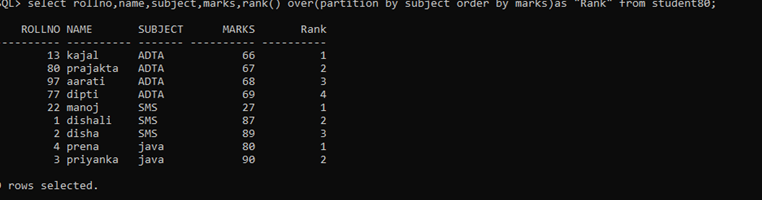 SQL> select rollno,name,subject,marks,rank() over(partition by subject order by marks)as "Rank" from student80;
ROLLNO NAME SUBJECT MARKS Rank
---------- ---------- ------- ---------- ----------
13 kajal ADTA 66 1
80 prajakta ADTA 67 2
97 aarati ADTA 68 3
77 dipti ADTA 69 4
22 manoj SMS 27 1
1 dishali SMS 87 2
2 disha SMS 89 3
4 prena java 80 1
3 priyanka java 90 2
rows selected.